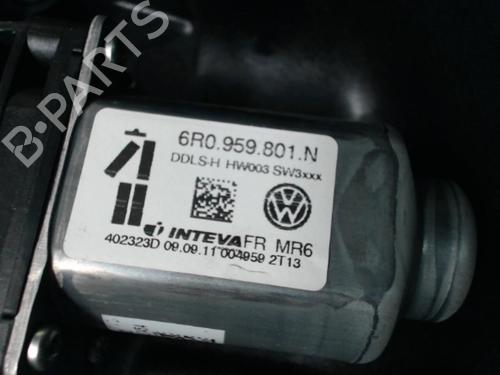 B-PARTS
6R0.959.801.N
DDLS-H HW003 SW3xxx
INTEVA FR MR6
402323D 09.09.11 004959 2T13